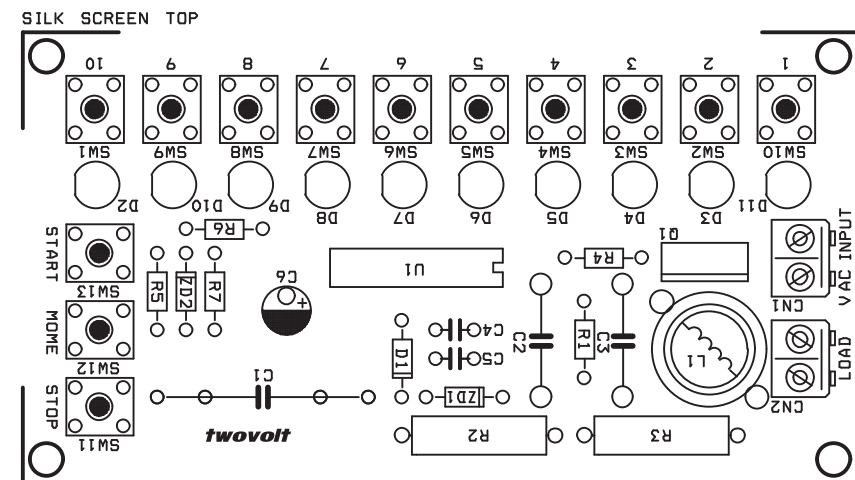 SILK SCREEN TOP
10 9 8 7 6 5 4 3 2 1
SW1 SW9 SW8 SW7 SW6 SW5 SW4 SW3 SW2 SW10
D2 D10 D9 D8 D7 D6 D5 D4 D3 D11
START
SW13
R5
ZD2
R7
R6
C6
U1
R4
Q1
CN1
V AC INPUT
MOME
SW12
D1
C4
C5
C2
R1
C3
L1
LOAD
CN2
STOP
SW11
C1
ZD1
twovolt
R2
R3